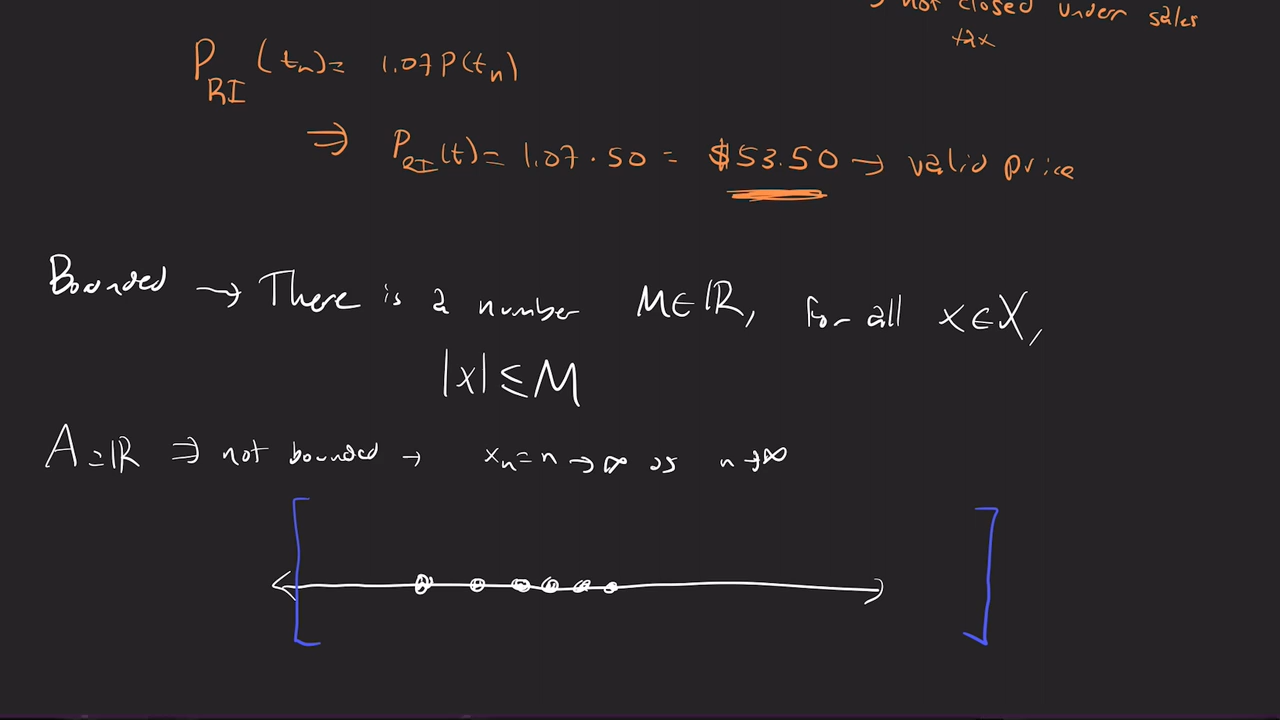 not closed under sales
tax
P_RI (t_n) = 1.07 P(t_n)
⇒ P_RI (t) = 1.07 · 50 = $53.50 → valid price
Bounded → There is a number M∈ℝ, for all x∈X,
|x| ≤ M
A=ℝ ⇒ not bounded → x_n = n → ∞ as n→∞